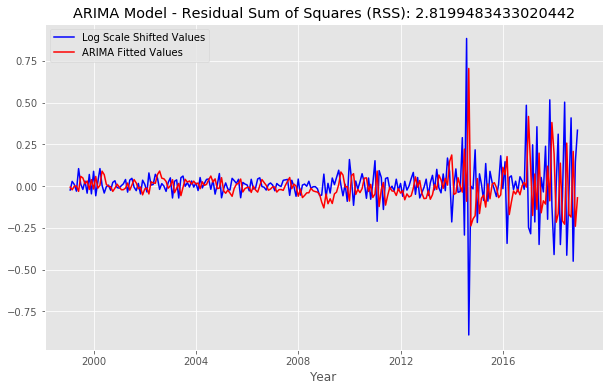 ARIMA Model - Residual Sum of Squares (RSS): 2.8199483433020442
Log Scale Shifted Values
ARIMA Fitted Values
0.75
0.50
0.25
0.00
−0.25
−0.50
−0.75
2000 2004 2008 2012 2016
Year